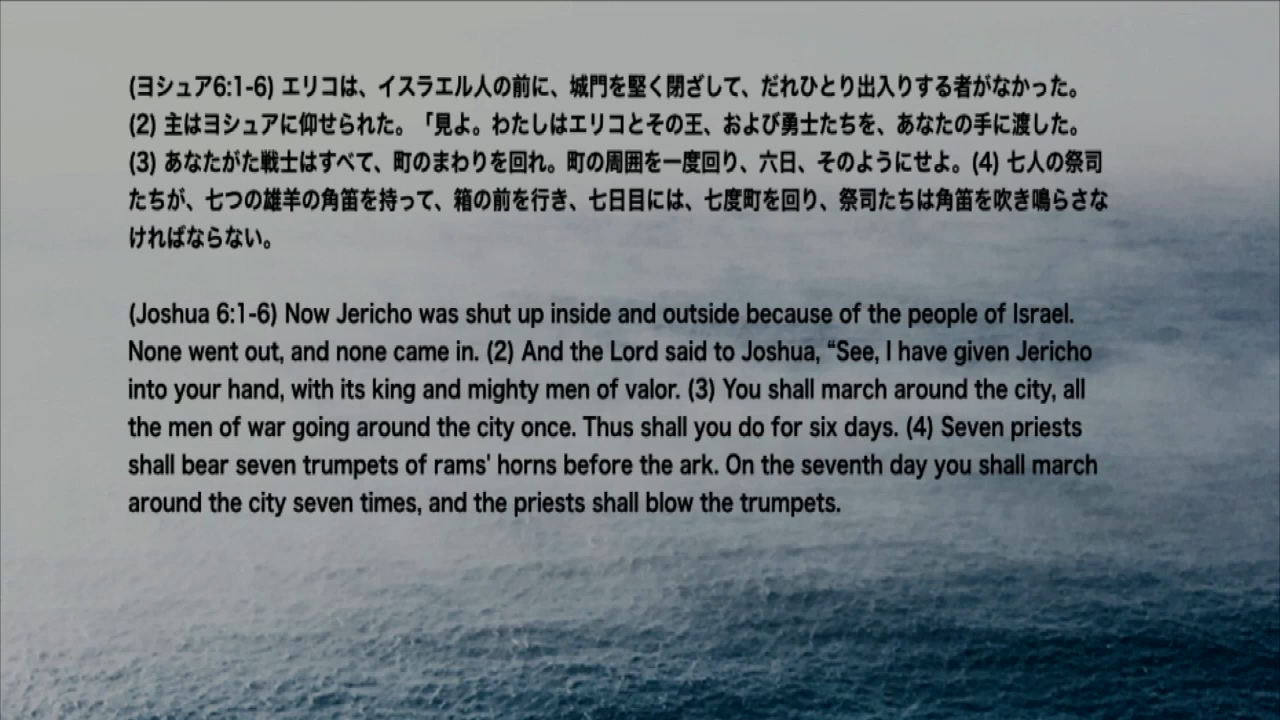 (ヨシュア6:1-6) エリコは、イスラエル人の前に、城門を堅く閉ざして、だれひとり出入りする者がなかった。
(2) 主はヨシュアに仰せられた。「見よ。わたしはエリコとその王、および勇士たちを、あなたの手に渡した。
(3) あなたがた戦士はすべて、町のまわりを回れ。町の周囲を一度回り、六日、そのようにせよ。(4) 七人の祭司
たちが、七つの雄羊の角笛を持って、箱の前を行き、七日目には、七度町を回り、祭司たちは角笛を吹き鳴らさな
ければならない。
(Joshua 6:1-6) Now Jericho was shut up inside and outside because of the people of Israel.
None went out, and none came in. (2) And the Lord said to Joshua, “See, I have given Jericho
into your hand, with its king and mighty men of valor. (3) You shall march around the city, all
the men of war going around the city once. Thus shall you do for six days. (4) Seven priests
shall bear seven trumpets of rams' horns before the ark. On the seventh day you shall march
around the city seven times, and the priests shall blow the trumpets.